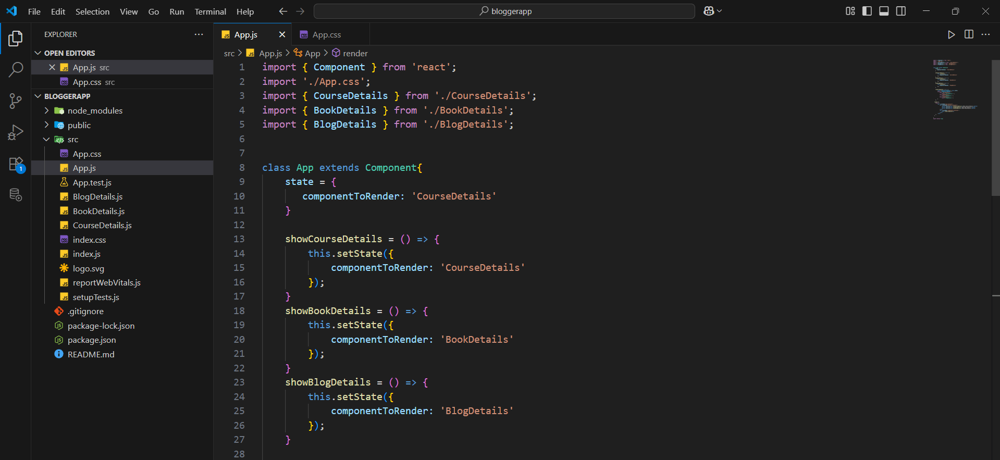 File Edit Selection View Go Run Terminal Help
bloggerapp
EXPLORER
OPEN EDITORS
App.js src
App.css src
BLOGGERAPP
node_modules
public
src
App.css
App.js
App.test.js
BlogDetails.js
BookDetails.js
CourseDetails.js
index.css
index.js
logo.svg
reportWebVitals.js
setupTests.js
.gitignore
package-lock.json
package.json
README.md
1
App.js
App.css
src > App.js > App > render
1 import { Component } from 'react';
2 import './App.css';
3 import { CourseDetails } from './CourseDetails';
4 import { BookDetails } from './BookDetails';
5 import { BlogDetails } from './BlogDetails';
6
7
8 class App extends Component{
9 state = {
10 componentToRender: 'CourseDetails'
11 }
12
13 showCourseDetails = () => {
14 this.setState({
15 componentToRender: 'CourseDetails'
16 });
17 }
18 showBookDetails = () => {
19 this.setState({
20 componentToRender: 'BookDetails'
21 });
22 }
23 showBlogDetails = () => {
24 this.setState({
25 componentToRender: 'BlogDetails'
26 });
27 }
28